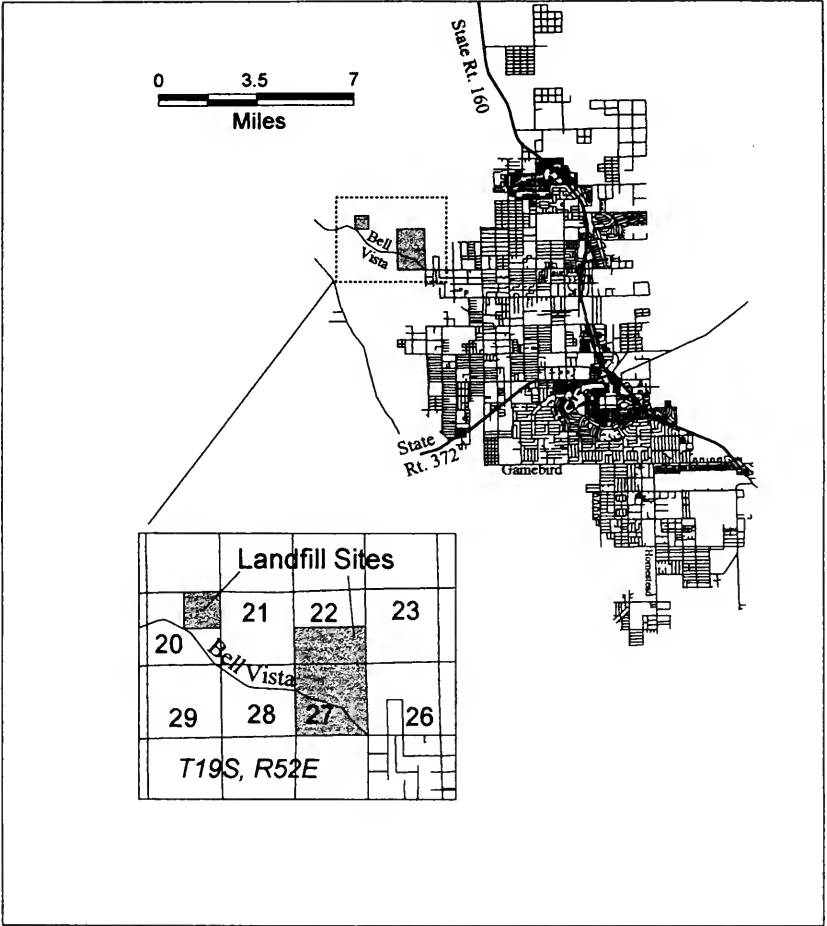 State Rt. 160
0 3.5 7
Miles
Bell
Vista
State
Rt. 372
Gamebird
Homestead
Landfill Sites
21 22 23
20
Bell Vista
29 28 27 26
T19S, R52E